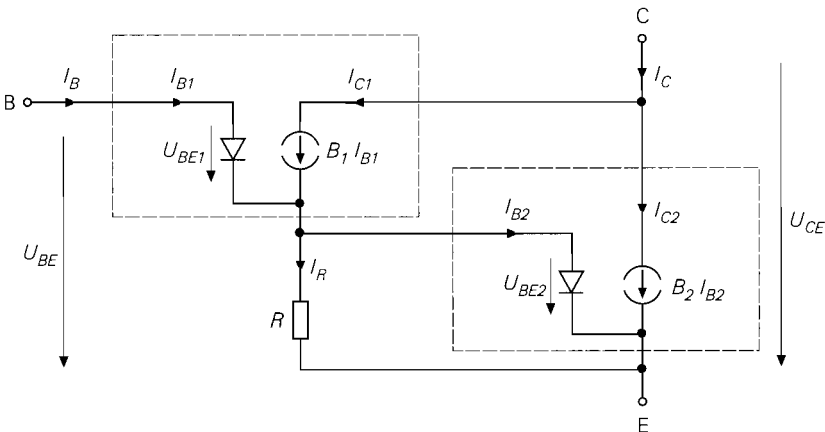 C
I_B
I_B1
I_C1
I_C
B
U_BE1
B_1 I_B1
I_B2
I_C2
U_BE
I_R
U_BE2
B_2 I_B2
U_CE
R
E